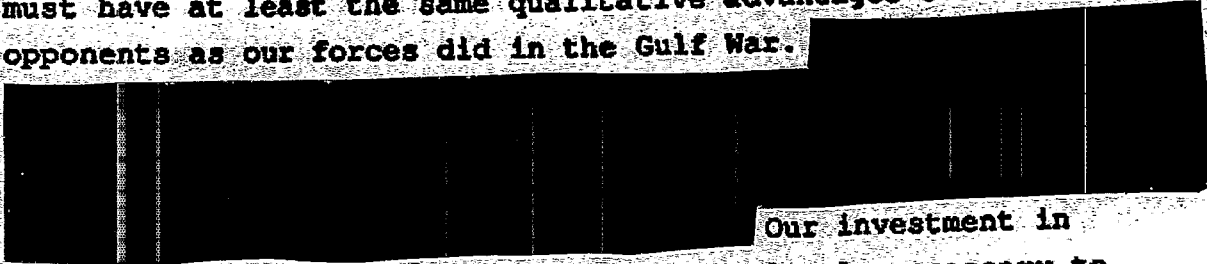 must have at least the same qualitative
opponents as our forces did in the Gulf War.
Our investment in
to